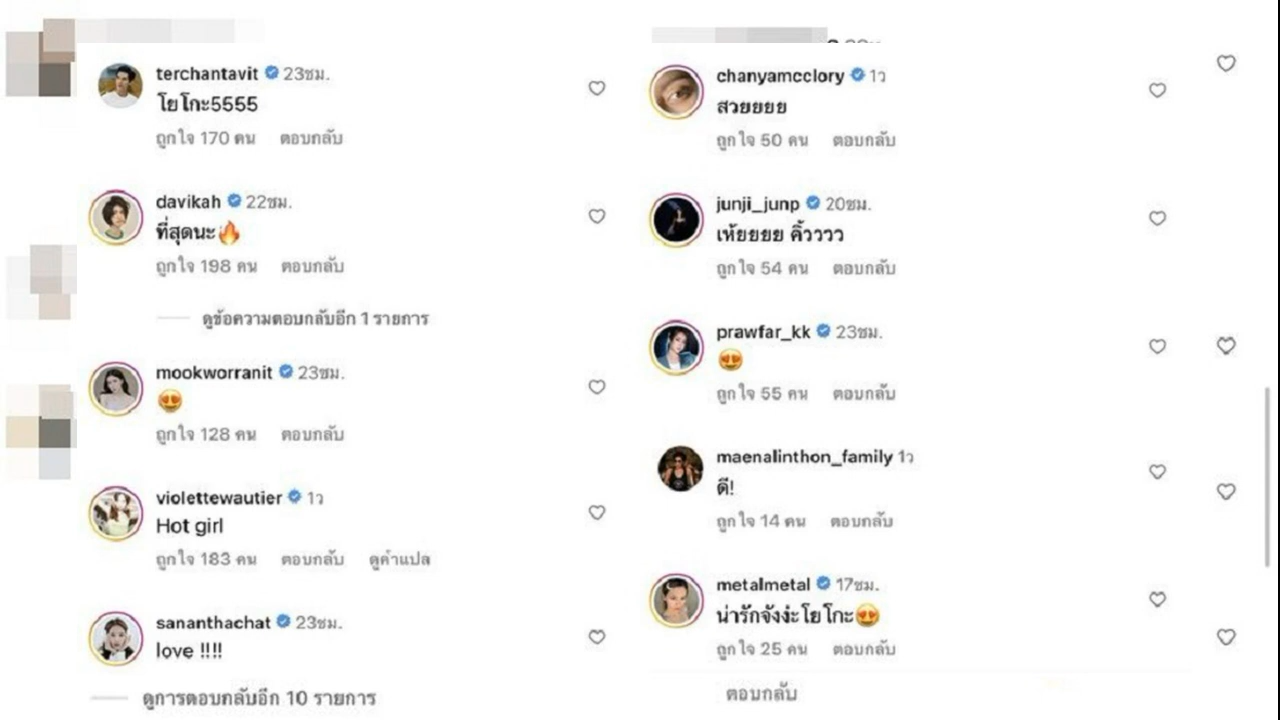 terchantavit 23ชม.
โยโกะ5555
ถูกใจ 170 คน ตอบกลับ
davikah 22ชม.
ที่สุดนะ🔥
ถูกใจ 198 คน ตอบกลับ
ดูข้อความตอบกลับอีก 1 รายการ
mookworranit 23ชม.
😍
ถูกใจ 128 คน ตอบกลับ
violettewautier 1ว
Hot girl
ถูกใจ 183 คน ตอบกลับ ดูคำแปล
sananthachat 23ชม.
love !!!!
ดูการตอบกลับอีก 10 รายการ
chanyamcclory 1ว
สวยยยย
ถูกใจ 50 คน ตอบกลับ
junji_junp 20ชม.
เห้ยยยย คิ้วววว
ถูกใจ 54 คน ตอบกลับ
prawfar_kk 23ชม.
😍
ถูกใจ 55 คน ตอบกลับ
maenalinthon_family 1ว
ดี!
ถูกใจ 14 คน ตอบกลับ
metalmetal 17ชม.
น่ารักจังง่ะโยโกะ😍
ถูกใจ 25 คน ตอบกลับ
ตอบกลับ